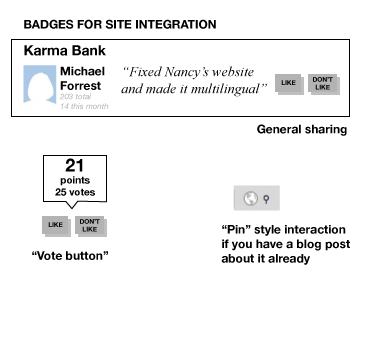 BADGES FOR SITE INTEGRATION
Karma Bank
Michael
Forrest
203 total
14 this month
“Fixed Nancy’s website
and made it multilingual”
LIKE
DON'T
LIKE
General sharing
21
points
25 votes
LIKE
DON'T
LIKE
“Vote button”
“Pin” style interaction
if you have a blog post
about it already